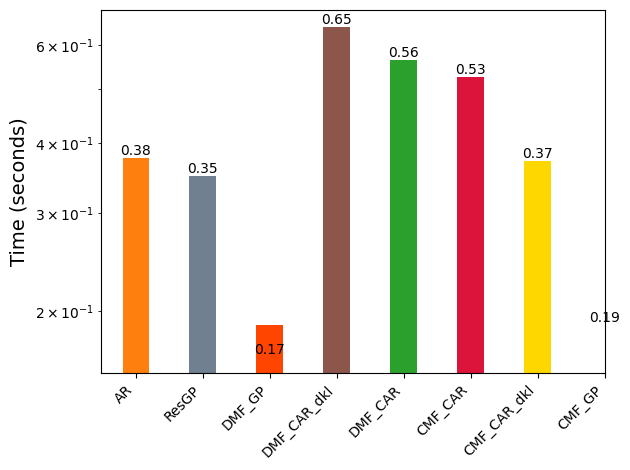 Time (seconds)
6 × 10⁻¹
4 × 10⁻¹
3 × 10⁻¹
2 × 10⁻¹
0.38
0.35
0.17
0.65
0.56
0.53
0.37
0.19
AR
ResGP
DMF_GP
DMF_CAR_dkl
DMF_CAR
CMF_CAR
CMF_CAR_dkl
CMF_GP